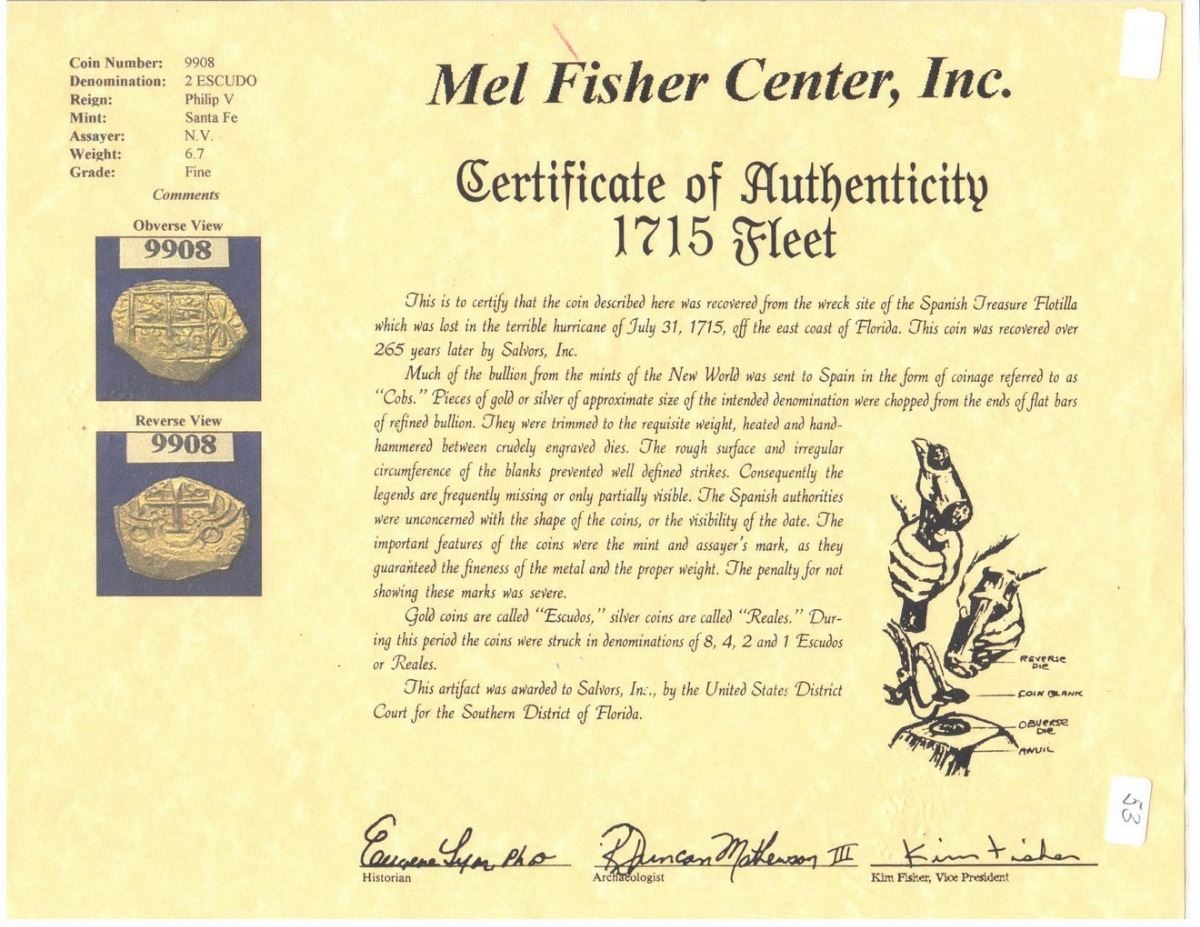 Coin Number: 9908
Denomination: 2 ESCUDO
Reign: Philip V
Mint: Santa Fe
Assayer: N.V.
Weight: 6.7
Grade: Fine
Comments
Obverse View
9908
Reverse View
9908
Mel Fisher Center, Inc.
Certificate of Authenticity
1715 Fleet
This is to certify that the coin described here was recovered from the wreck site of the Spanish Treasure Flotilla
which was lost in the terrible hurricane of July 31, 1715, off the east coast of Florida. This coin was recovered over
265 years later by Salvors, Inc.
Much of the bullion from the mints of the New World was sent to Spain in the form of coinage referred to as
"Cobs." Pieces of gold or silver of approximate size of the intended denomination were chopped from the ends of flat bars
of refined bullion. They were trimmed to the requisite weight, heated and hand-
hammered between crudely engraved dies. The rough surface and irregular
circumference of the blanks prevented well defined strikes. Consequently the
legends are frequently missing or only partially visible. The Spanish authorities
were unconcerned with the shape of the coins, or the visibility of the date. The
important features of the coins were the mint and assayer's mark, as they
guaranteed the fineness of the metal and the proper weight. The penalty for not
showing these marks was severe.
Gold coins are called "Escudos," silver coins are called "Reales." Dur-
ing this period the coins were struck in denominations of 8, 4, 2 and 1 Escudos
or Reales.
This artifact was awarded to Salvors, Inc., by the United States District
Court for the Southern District of Florida.
REVERSE
DIE
COIN BLANK
OBVERSE
DIE
ANVIL
53
Eugene Lyon, PhD
Historian
R Duncan Mathewson III
Archaeologist
Kim Fisher
Kim Fisher, Vice President